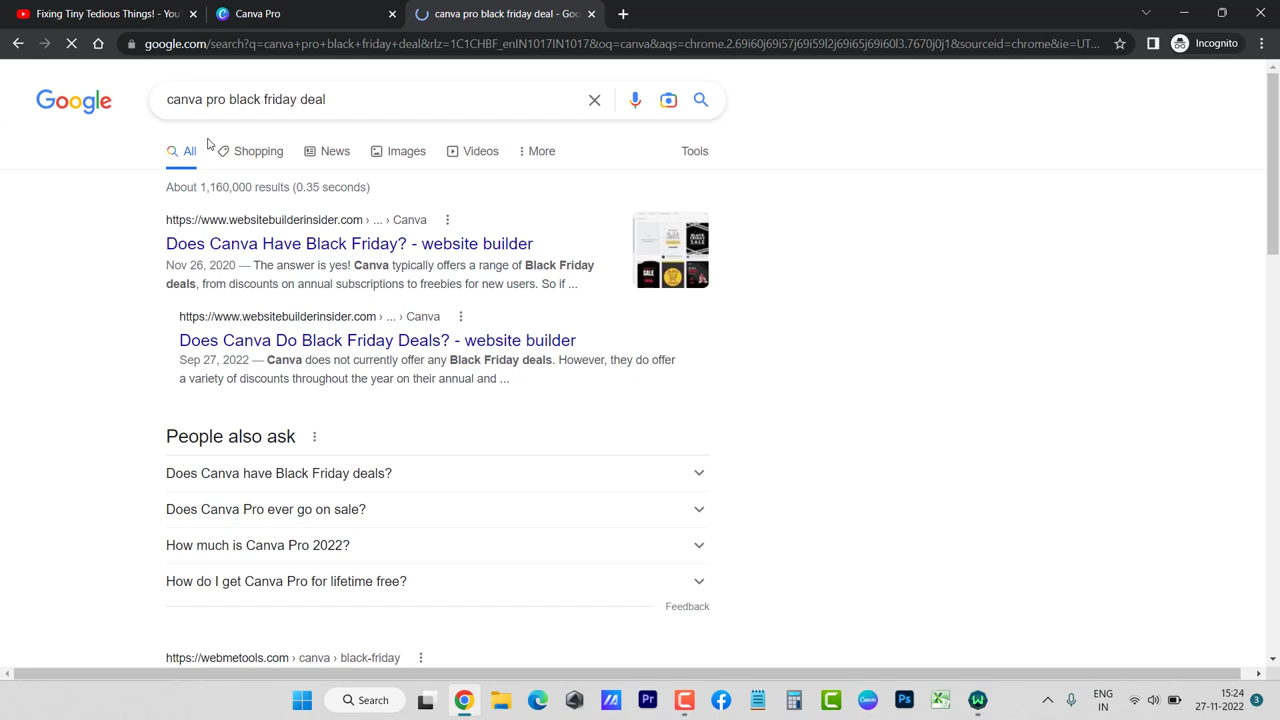 Fixing Tiny Tedious Things! - You
Canva Pro
canva pro black friday deal - Goo
google.com/search?q=canva+pro+black+friday+deal&rlz=1C1CHBF_enIN1017IN1017&oq=canva&aqs=chrome.2.69i60j69i57j69i59l2j69i65j69i60l3.7670j0j1&sourceid=chrome&ie=UT...
Incognito
Google
canva pro black friday deal
All
Shopping
News
Images
Videos
More
Tools
About 1,160,000 results (0.35 seconds)
https://www.websitebuilderinsider.com › ... › Canva
Does Canva Have Black Friday? - website builder
Nov 26, 2020 — The answer is yes! Canva typically offers a range of Black Friday
deals, from discounts on annual subscriptions to freebies for new users. So if ...
https://www.websitebuilderinsider.com › ... › Canva
Does Canva Do Black Friday Deals? - website builder
Sep 27, 2022 — Canva does not currently offer any Black Friday deals. However, they do offer
a variety of discounts throughout the year on their annual and ...
People also ask
Does Canva have Black Friday deals?
Does Canva Pro ever go on sale?
How much is Canva Pro 2022?
How do I get Canva Pro for lifetime free?
Feedback
https://webmetools.com › canva › black-friday
Search
Pr
C
C
Canva
Ps
W
ENG
IN
15:24
27-11-2022
3